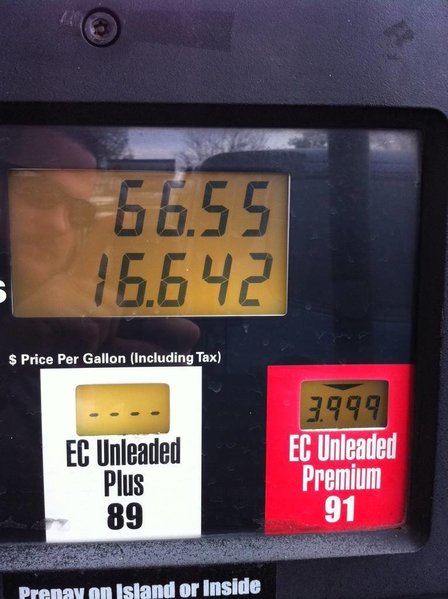 66.55
16.642
s
$ Price Per Gallon (Including Tax)
- - - -
3.999
EC Unleaded
Plus
89
EC Unleaded
Premium
91
Prepay on Island or Inside